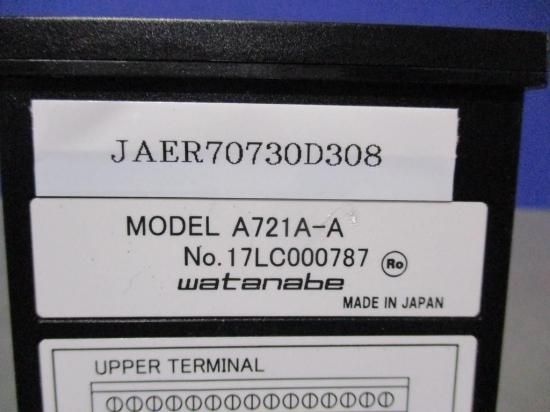 JAER70730D308
MODEL A721A-A
No.17LC000787 Ro
watanabe
MADE IN JAPAN
UPPER TERMINAL